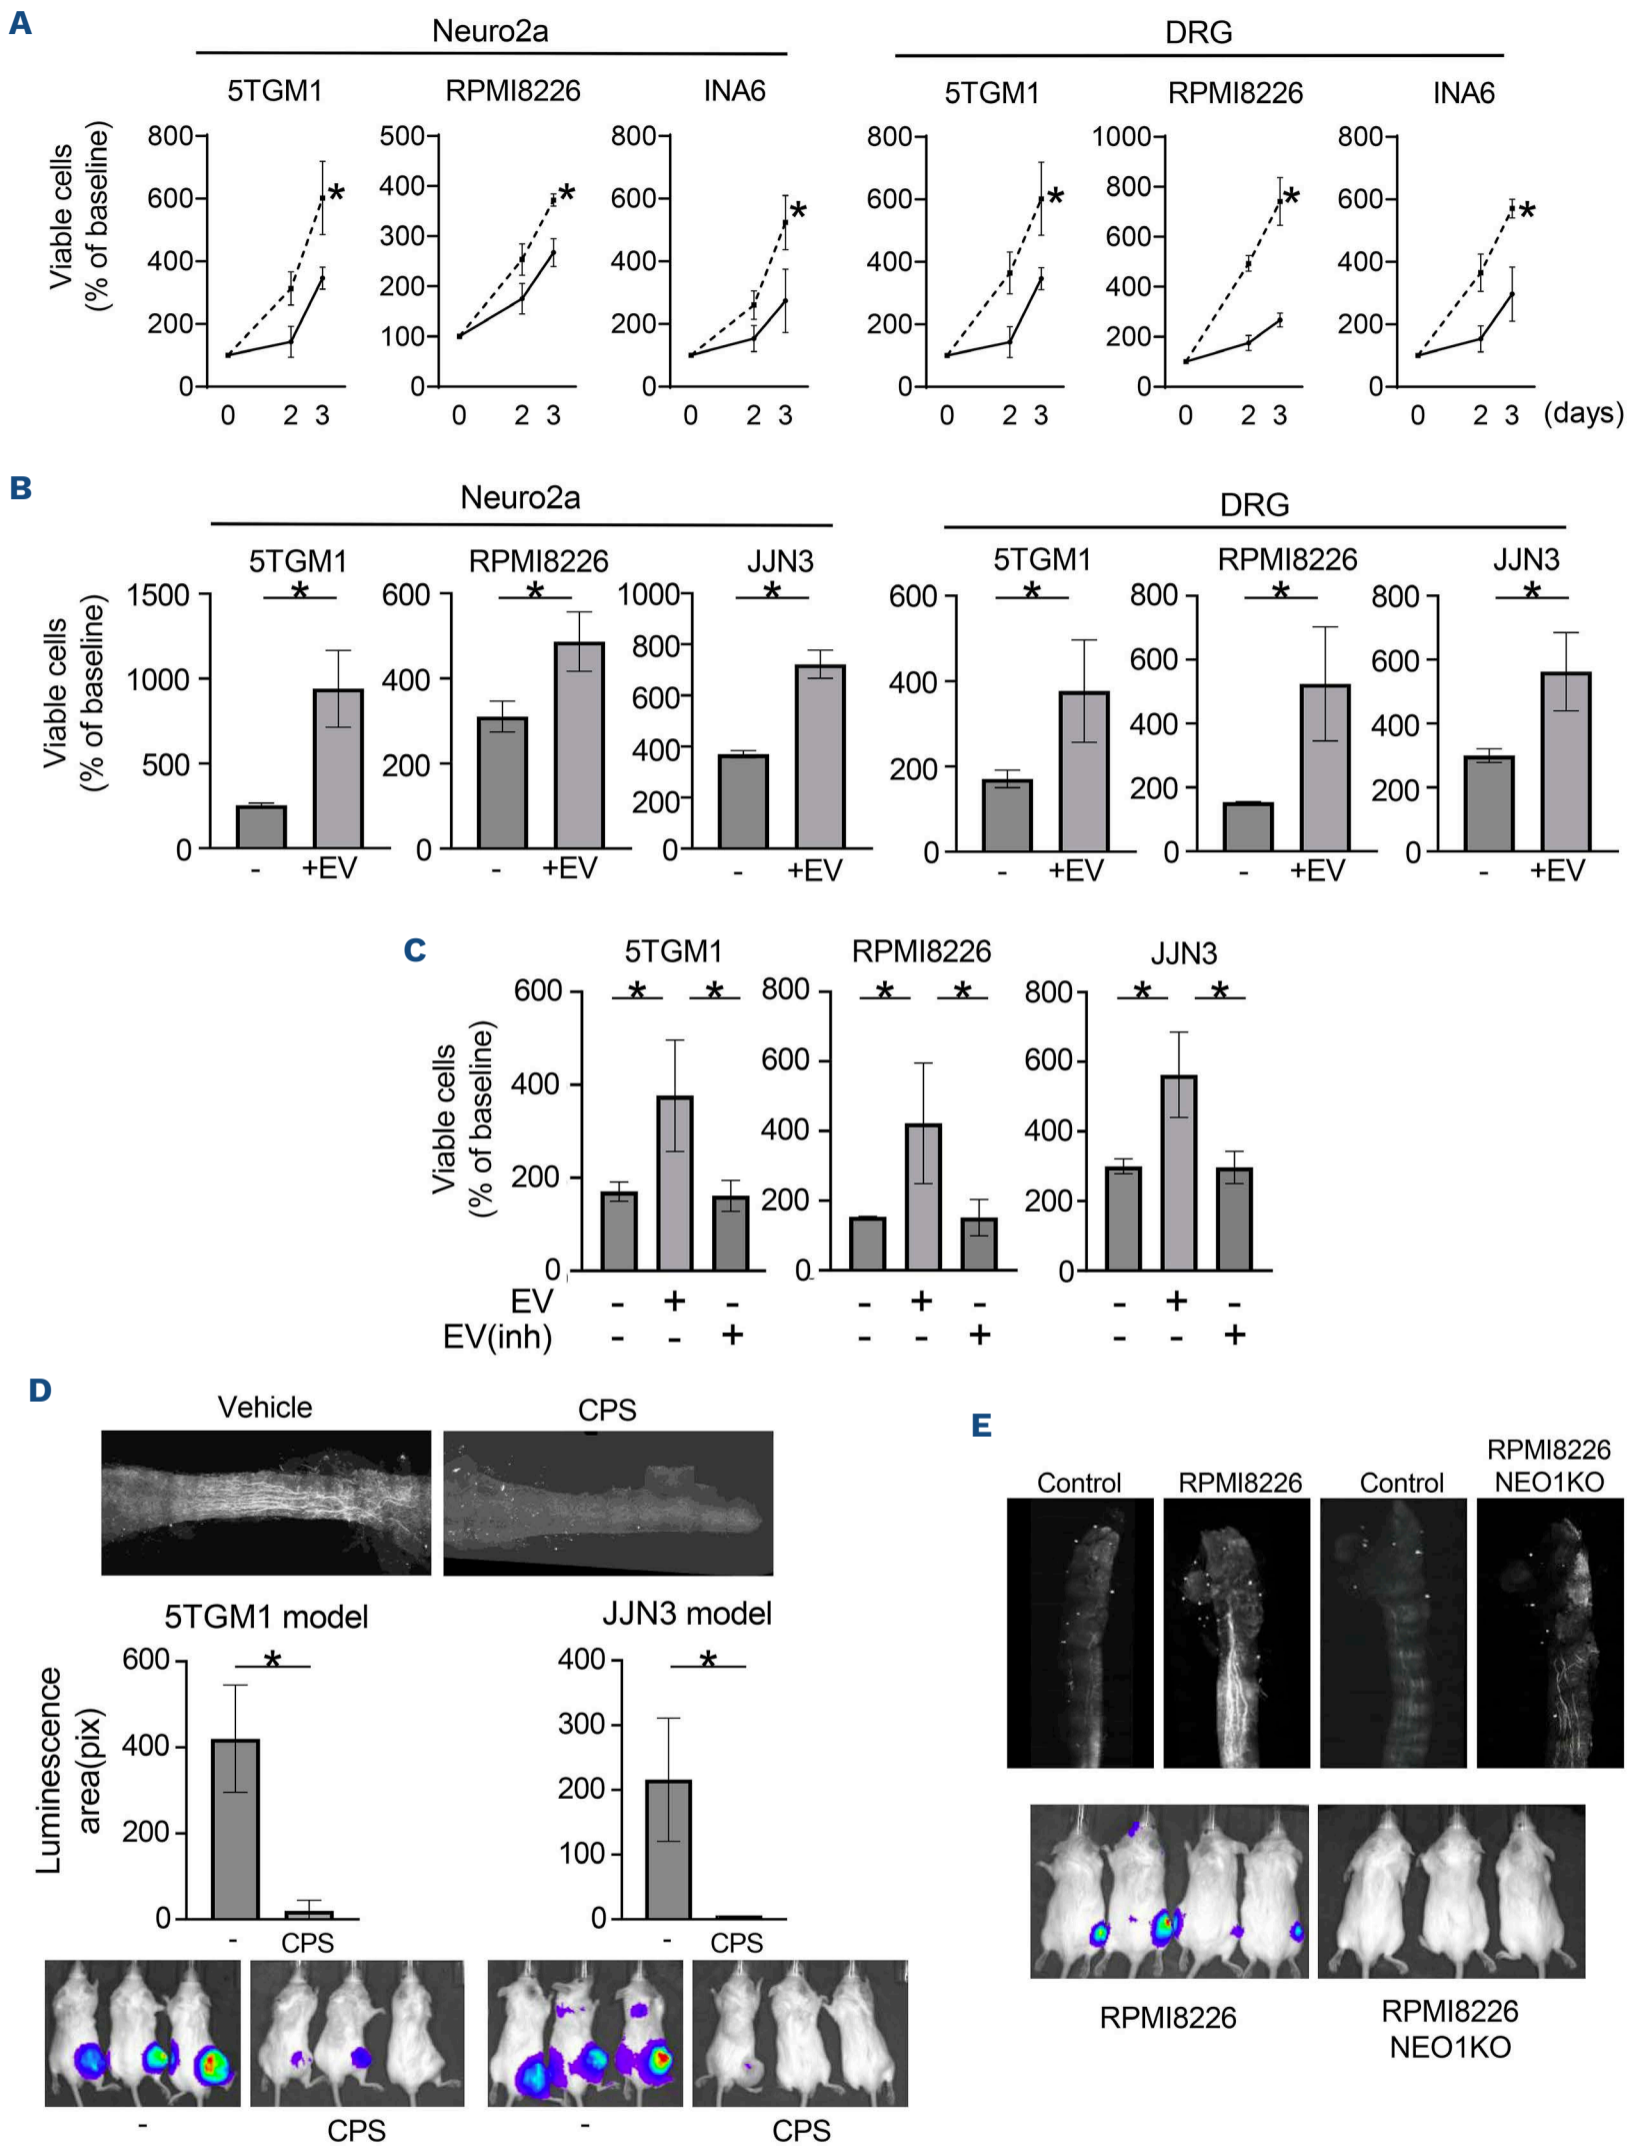 A
Neuro2a
DRG
5TGM1 RPMI8226 INA6 5TGM1 RPMI8226 INA6
Viable cells
(% of baseline)
800 500 800 800 1000 800
400
600 600 600 800 600
300 600
400 400 400 400
200 400
200 200 200 200
100 200
0 0 0 0 0 0
0 2 3 0 2 3 0 2 3 0 2 3 0 2 3 0 2 3 (days)
* * * * * *
B
Neuro2a
DRG
5TGM1 RPMI8226 JJN3 5TGM1 RPMI8226 JJN3
* * * * * *
Viable cells
(% of baseline)
1500 600 1000 600 800 800
800
1000 400 600 400 600 600
400 400 400
500 200 200 200 200 200
0 0 0 0 0 0
- +EV - +EV - +EV - +EV - +EV - +EV
C
5TGM1 RPMI8226 JJN3
* * * * * *
Viable cells
(% of baseline)
600 800 800
600 600
400
400 400
200
200 200
0 0 0
EV - + - - + - - + -
EV(inh) - - + - - + - - +
D
Vehicle CPS
5TGM1 model JJN3 model
* *
Luminescence
area(pix)
600 400
300
400
200
200
100
0 0
- CPS - CPS
- CPS - CPS
E
Control RPMI8226 Control RPMI8226
NEO1KO
RPMI8226 RPMI8226
NEO1KO